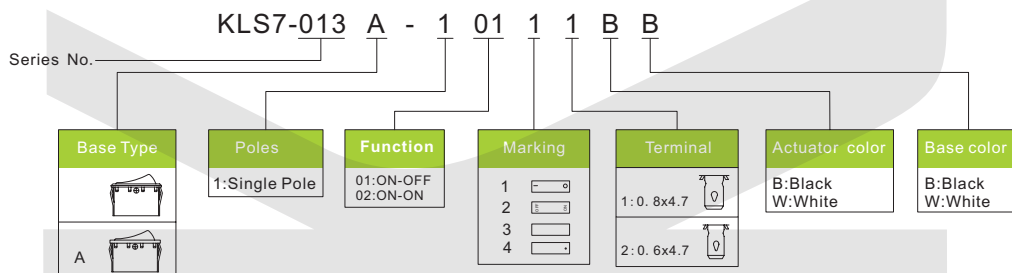 KLS7-013 A - 1 01 1 1 B B
Series No.
Base Type
A
Poles
1:Single Pole
Function
01:ON-OFF
02:ON-ON
Marking
1 - o
2 OFF ON
3
4
Terminal
1:0. 8x4.7
2:0. 6x4.7
Actuator color
B:Black
W:White
Base color
B:Black
W:White